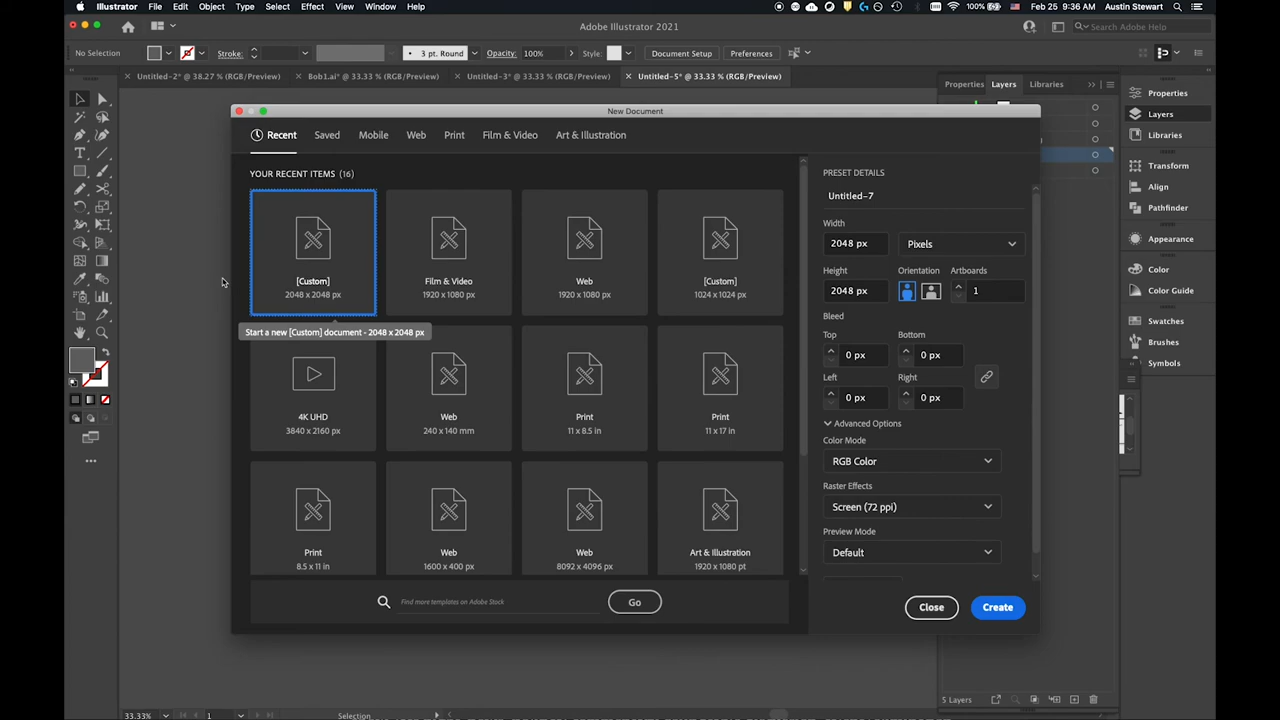 Illustrator File Edit Object Type Select Effect View Window Help
100% Feb 25 9:36 AM Austin Stewart
Adobe Illustrator 2021
Search Adobe Help
No Selection Stroke: 3 pt. Round Opacity: 100% Style: Document Setup Preferences
Untitled-2* @ 38.27 % (RGB/Preview) Bob1.ai* @ 33.33 % (RGB/Preview) Untitled-3* @ 33.33 % (RGB/Preview) Untitled-5* @ 33.33 % (RGB/Preview)
Properties Layers Libraries
Properties
Layers
Libraries
Transform
Align
Pathfinder
Appearance
Color
Color Guide
Swatches
Brushes
Symbols
New Document
Recent Saved Mobile Web Print Film & Video Art & Illustration
YOUR RECENT ITEMS (16)
[Custom]
2048 x 2048 px
Film & Video
1920 x 1080 px
Web
1920 x 1080 px
[Custom]
1024 x 1024 px
Start a new [Custom] document - 2048 x 2048 px
4K UHD
3840 x 2160 px
Web
240 x 140 mm
Print
11 x 8.5 in
Print
11 x 17 in
Print
8.5 x 11 in
Web
1600 x 400 px
Web
8092 x 4096 px
Art & Illustration
1920 x 1080 pt
Find more templates on Adobe Stock
Go
PRESET DETAILS
Untitled-7
Width
2048 px Pixels
Height Orientation Artboards
2048 px 1
Bleed
Top Bottom
0 px 0 px
Left Right
0 px 0 px
Advanced Options
Color Mode
RGB Color
Raster Effects
Screen (72 ppi)
Preview Mode
Default
Close Create
33.33% 1 Selection
5 Layers